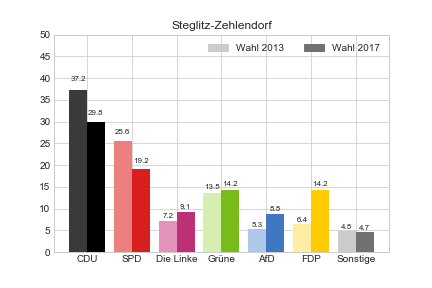 Steglitz-Zehlendorf
Wahl 2013
Wahl 2017
50
45
40
35
30
25
20
15
10
5
0
37.2
29.8
25.6
19.2
7.2
9.1
13.5
14.2
5.3
8.8
6.4
14.2
4.8
4.7
CDU
SPD
Die Linke
Grüne
AfD
FDP
Sonstige